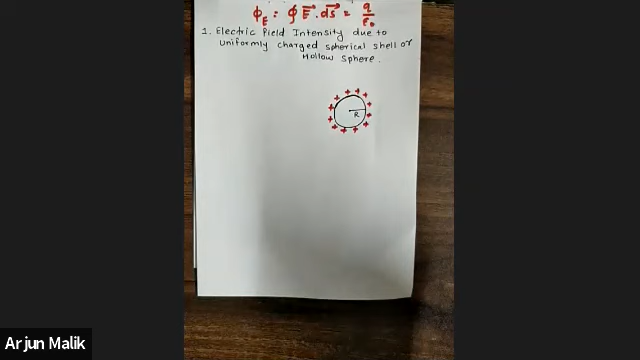 ϕE = ∮ E⃗ . ds⃗ = q/ε₀
1. Electric Field Intensity due to
Uniformly charged spherical shell or
Hollow sphere.
R
Arjun Malik